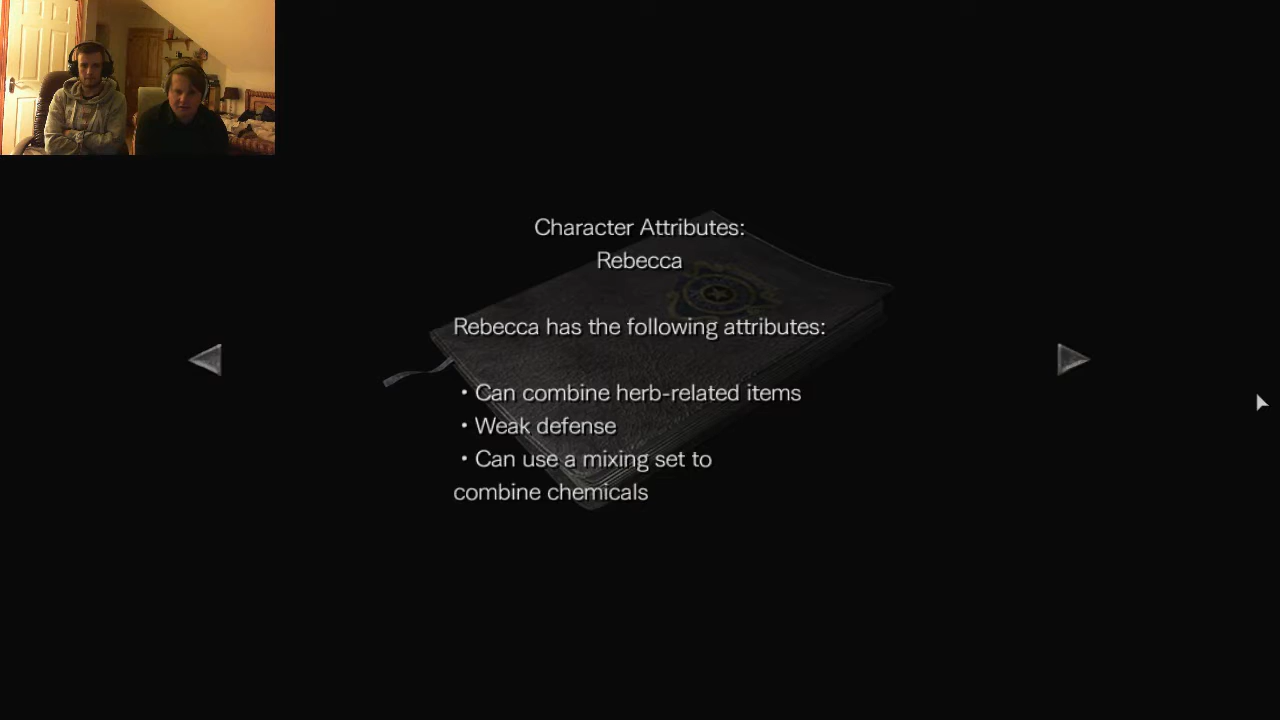 Character Attributes:
Rebecca
Rebecca has the following attributes:
・Can combine herb-related items
・Weak defense
・Can use a mixing set to
combine chemicals